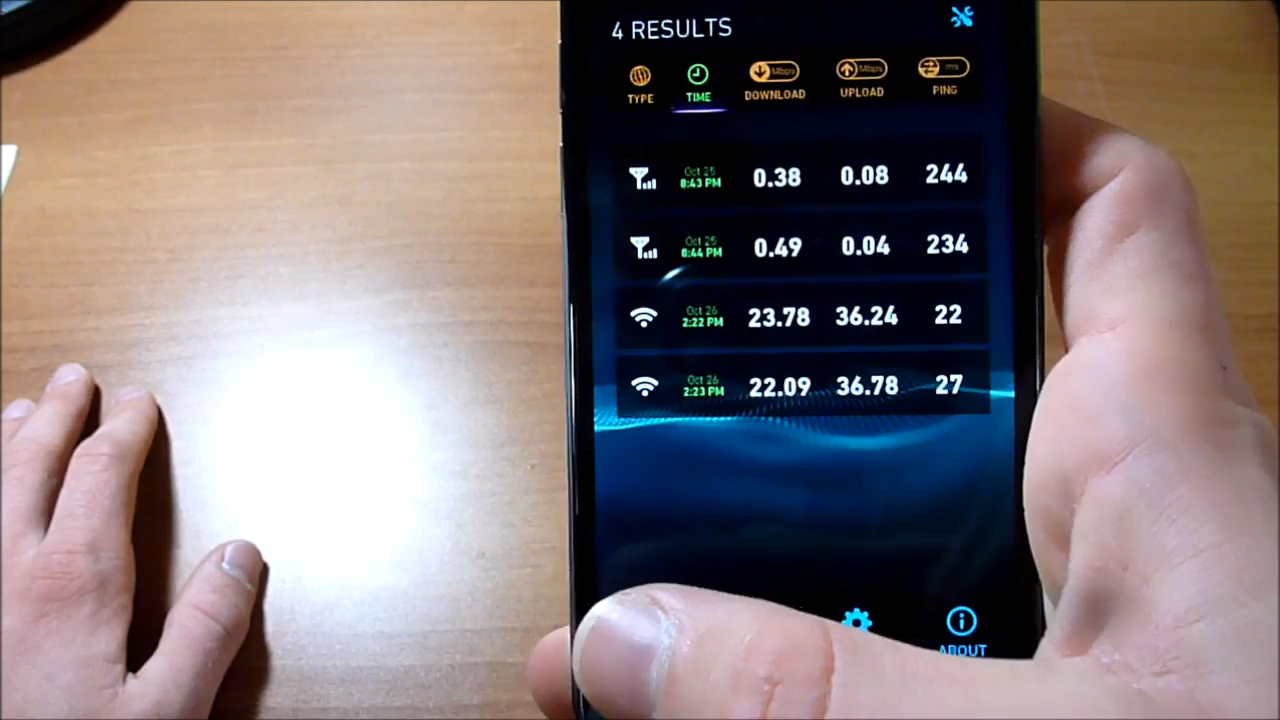 4 RESULTS
Mbps Mbps ms
TYPE TIME DOWNLOAD UPLOAD PING
Oct 25
8:43 PM 0.38 0.08 244
Oct 25
8:44 PM 0.49 0.04 234
Oct 26
2:22 PM 23.78 36.24 22
Oct 26
2:23 PM 22.09 36.78 27
ABOUT